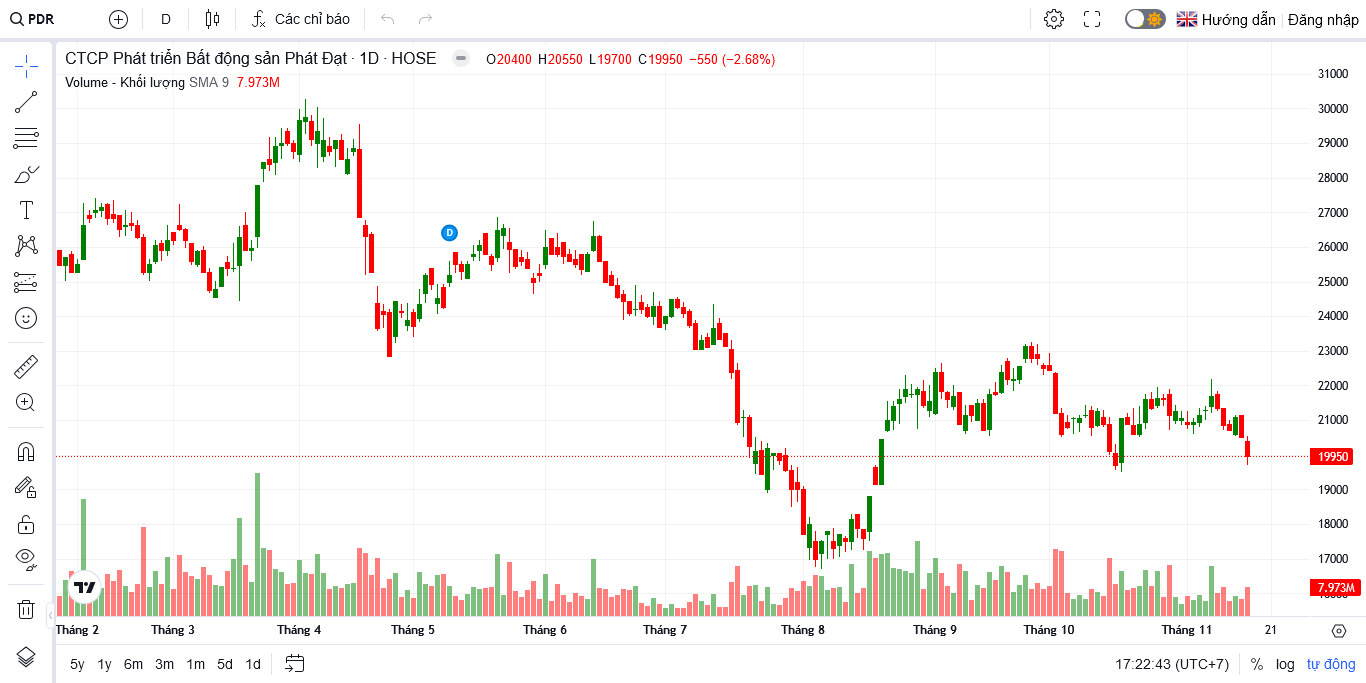 PDR D Các chỉ báo Hướng dẫn Đăng nhập
CTCP Phát triển Bất động sản Phát Đạt · 1D · HOSE O20400 H20550 L19700 C19950 −550 (−2.68%)
Volume - Khối lượng SMA 9 7.973M
31000
30000
29000
28000
27000
26000
25000
24000
23000
22000
21000
19950
19000
18000
17000
7.973M
D
Tháng 2 Tháng 3 Tháng 4 Tháng 5 Tháng 6 Tháng 7 Tháng 8 Tháng 9 Tháng 10 Tháng 11 21
5y 1y 6m 3m 1m 5d 1d 17:22:43 (UTC+7) % log tự động